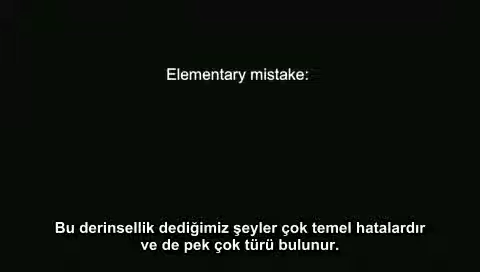 Elementary mistake:
Bu derinsellik dediğimiz şeyler çok temel hatalardır
ve de pek çok türü bulunur.